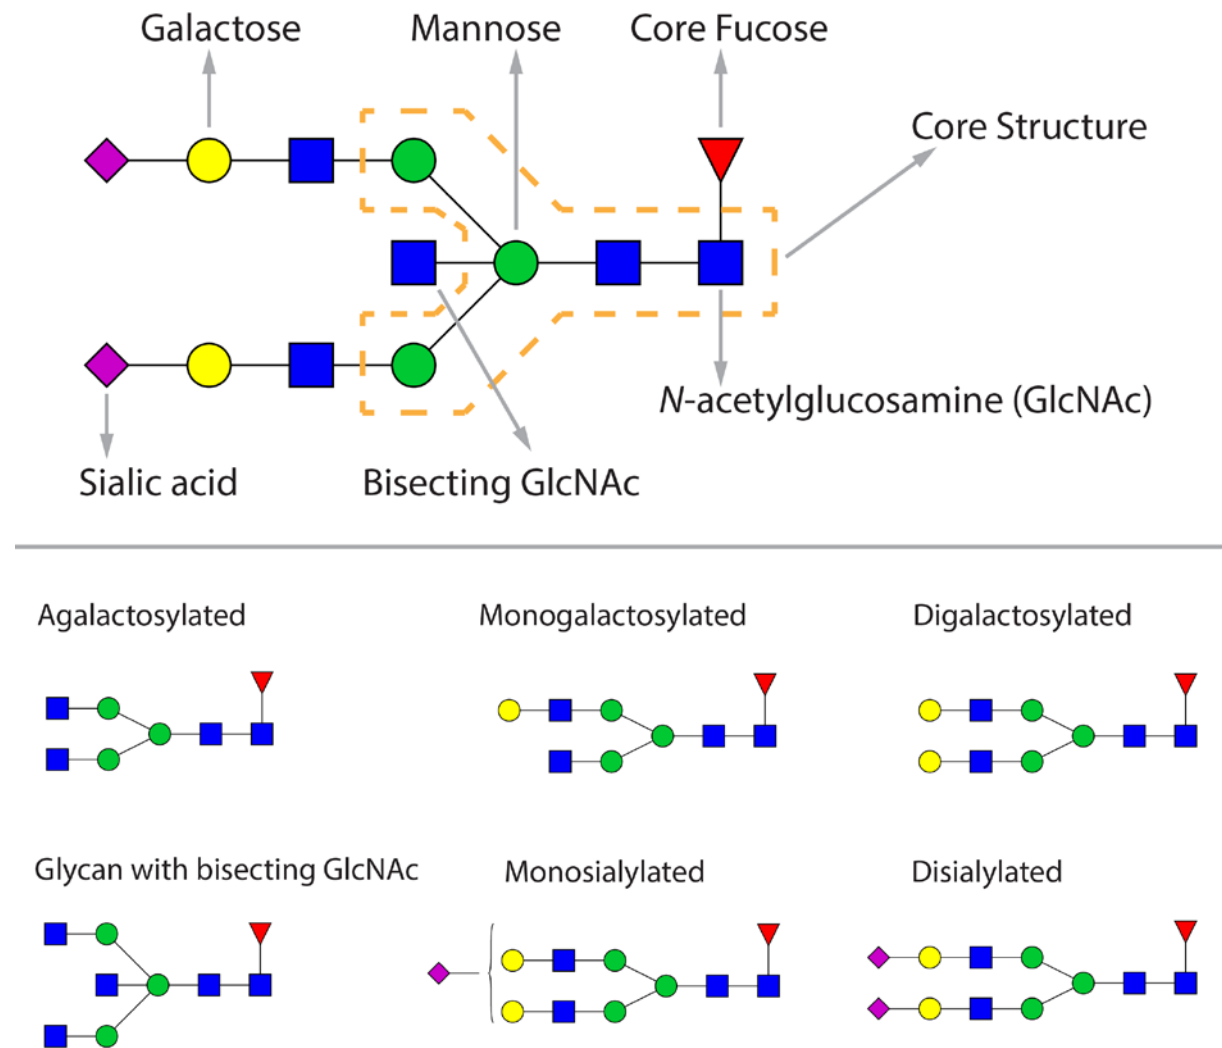 Galactose
Mannose
Core Fucose
Core Structure
N-acetylglucosamine (GlcNAc)
Sialic acid
Bisecting GlcNAc
Agalactosylated
Monogalactosylated
Digalactosylated
Glycan with bisecting GlcNAc
Monosialylated
Disialylated